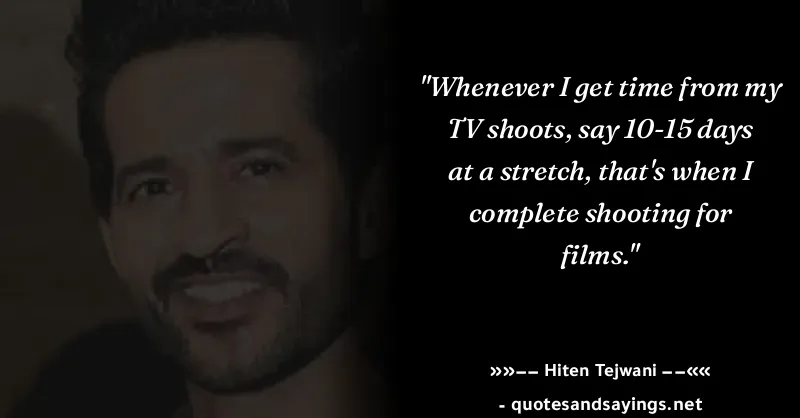 "Whenever I get time from my
TV shoots, say 10-15 days
at a stretch, that's when I
complete shooting for
films."
»»−− Hiten Tejwani −−««
- quotesandsayings.net